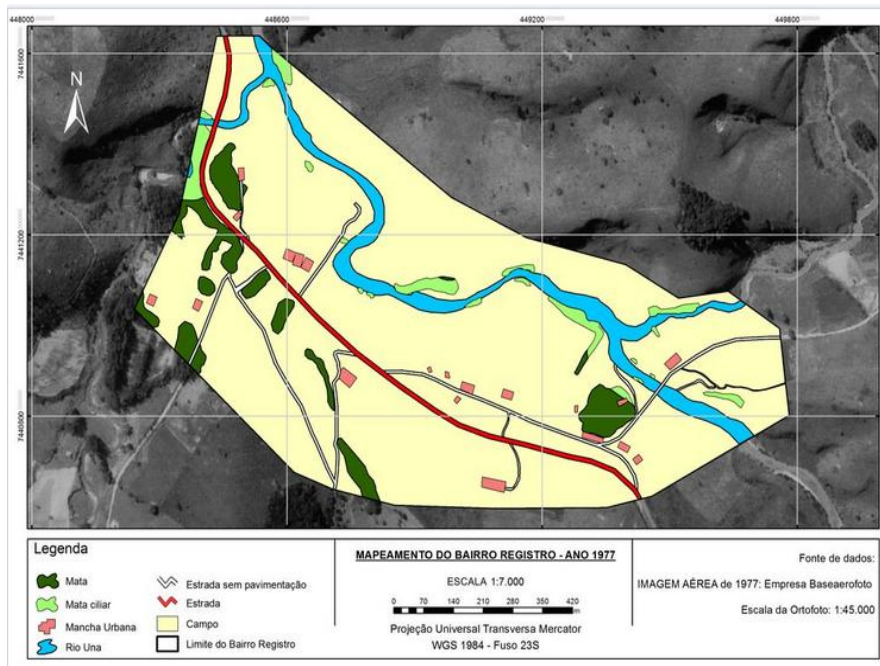 448000
448600
449200
449800
7441600
7441200
7440800
N
Legenda
Mata
Mata ciliar
Mancha Urbana
Rio Una
Estrada sem pavimentação
Estrada
Campo
Limite do Bairro Registro
MAPEAMENTO DO BAIRRO REGISTRO - ANO 1977
ESCALA 1:7.000
0 70 140 210 280 350 420
m
Projeção Universal Transversa Mercator
WGS 1984 - Fuso 23S
Fonte de dados:
IMAGEM AÉREA de 1977: Empresa Baseaerofoto
Escala da Ortofoto: 1:45.000